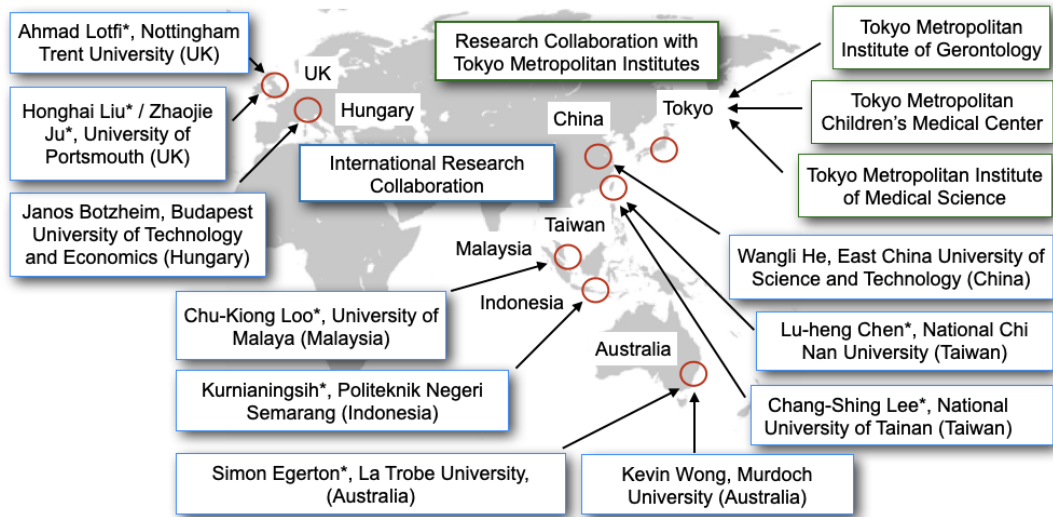 Ahmad Lotfi*, Nottingham
Trent University (UK)
Honghai Liu* / Zhaojie
Ju*, University of
Portsmouth (UK)
Janos Botzheim, Budapest
University of Technology
and Economics (Hungary)
UK
Hungary
Research Collaboration with
Tokyo Metropolitan Institutes
International Research
Collaboration
China
Tokyo
Tokyo Metropolitan
Institute of Gerontology
Tokyo Metropolitan
Children's Medical Center
Tokyo Metropolitan Institute
of Medical Science
Taiwan
Malaysia
Indonesia
Australia
Wangli He, East China University of
Science and Technology
(China)
Chu-Kiong Loo*, University of
Malaya (Malaysia)
Lu-heng Chen*, National Chi
Nan University (Taiwan)
Kurnianingsih*, Politeknik Negeri
Semarang (Indonesia)
Chang-Shing Lee*, National
University of Tainan (Taiwan)
Simon Egerton*, La Trobe University,
(Australia)
Kevin Wong, Murdoch
University (Australia)